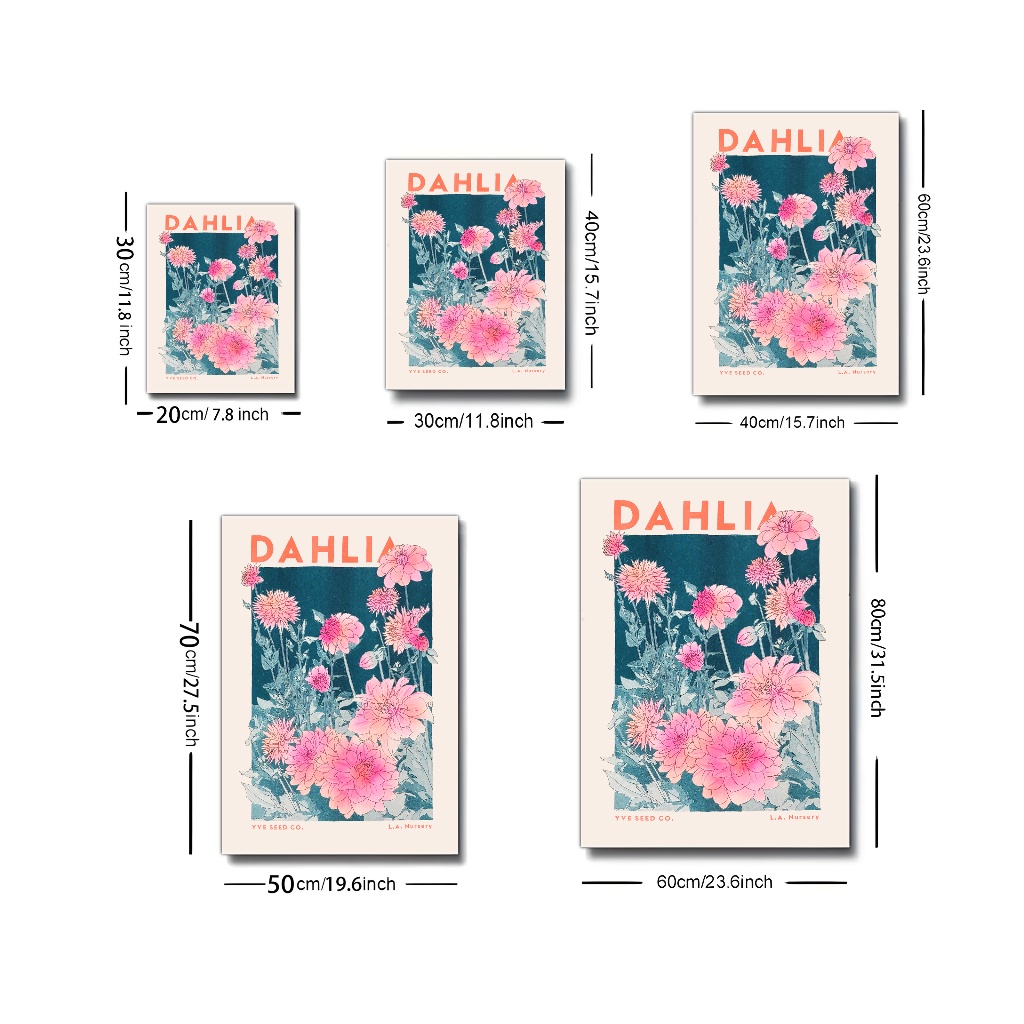 DAHLIA
YVE SEED CO. L.A. Nursery
30cm/11.8 inch
20cm/ 7.8 inch
DAHLIA
YVE SEED CO. L.A. Nursery
40cm/15.7inch
30cm/11.8inch
DAHLIA
YVE SEED CO. L.A. Nursery
60cm/23.6inch
40cm/15.7inch
DAHLIA
YVE SEED CO. L.A. Nursery
70cm/27.5inch
50cm/19.6inch
DAHLIA
YVE SEED CO. L.A. Nursery
80cm/31.5inch
60cm/23.6inch